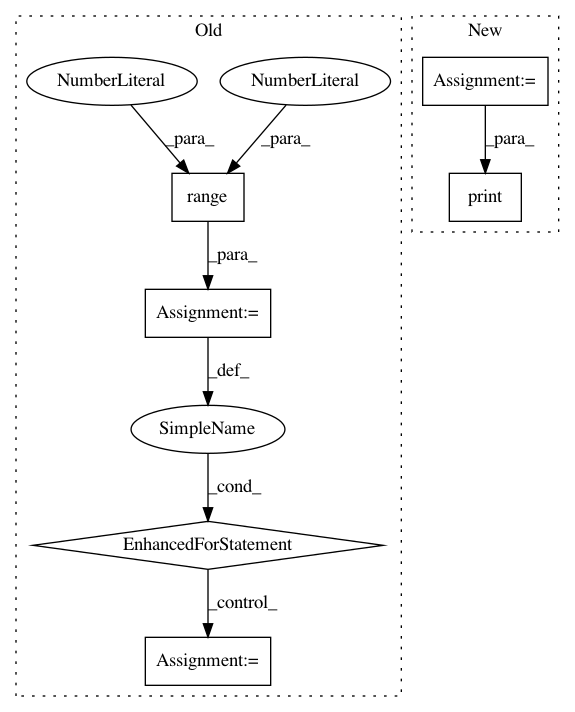 Old
New
NumberLiteral
NumberLiteral
Assignment:=
_para_
_para_
_para_
range
print
_para_
Assignment:=
_def_
SimpleName
_cond_
EnhancedForStatement
_control_
Assignment:=